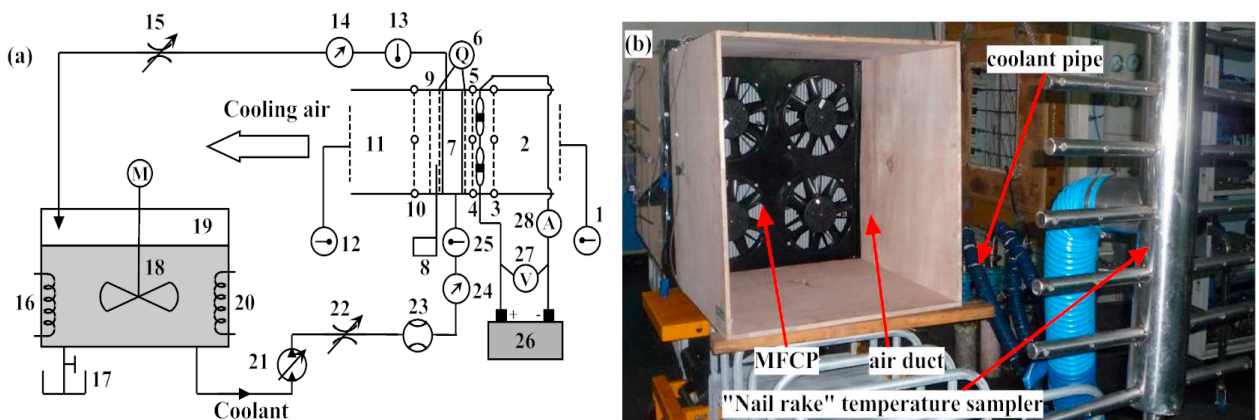 (a)
15
14
13
6
Q
9
5
Cooling air
11
7
2
M
10
4
3
28
A
1
19
12
8
25
27
18
V
16
20
22
23
24
+ -
26
21
17
Coolant
(b)
coolant pipe
MFCP
air duct
"Nail rake" temperature sampler